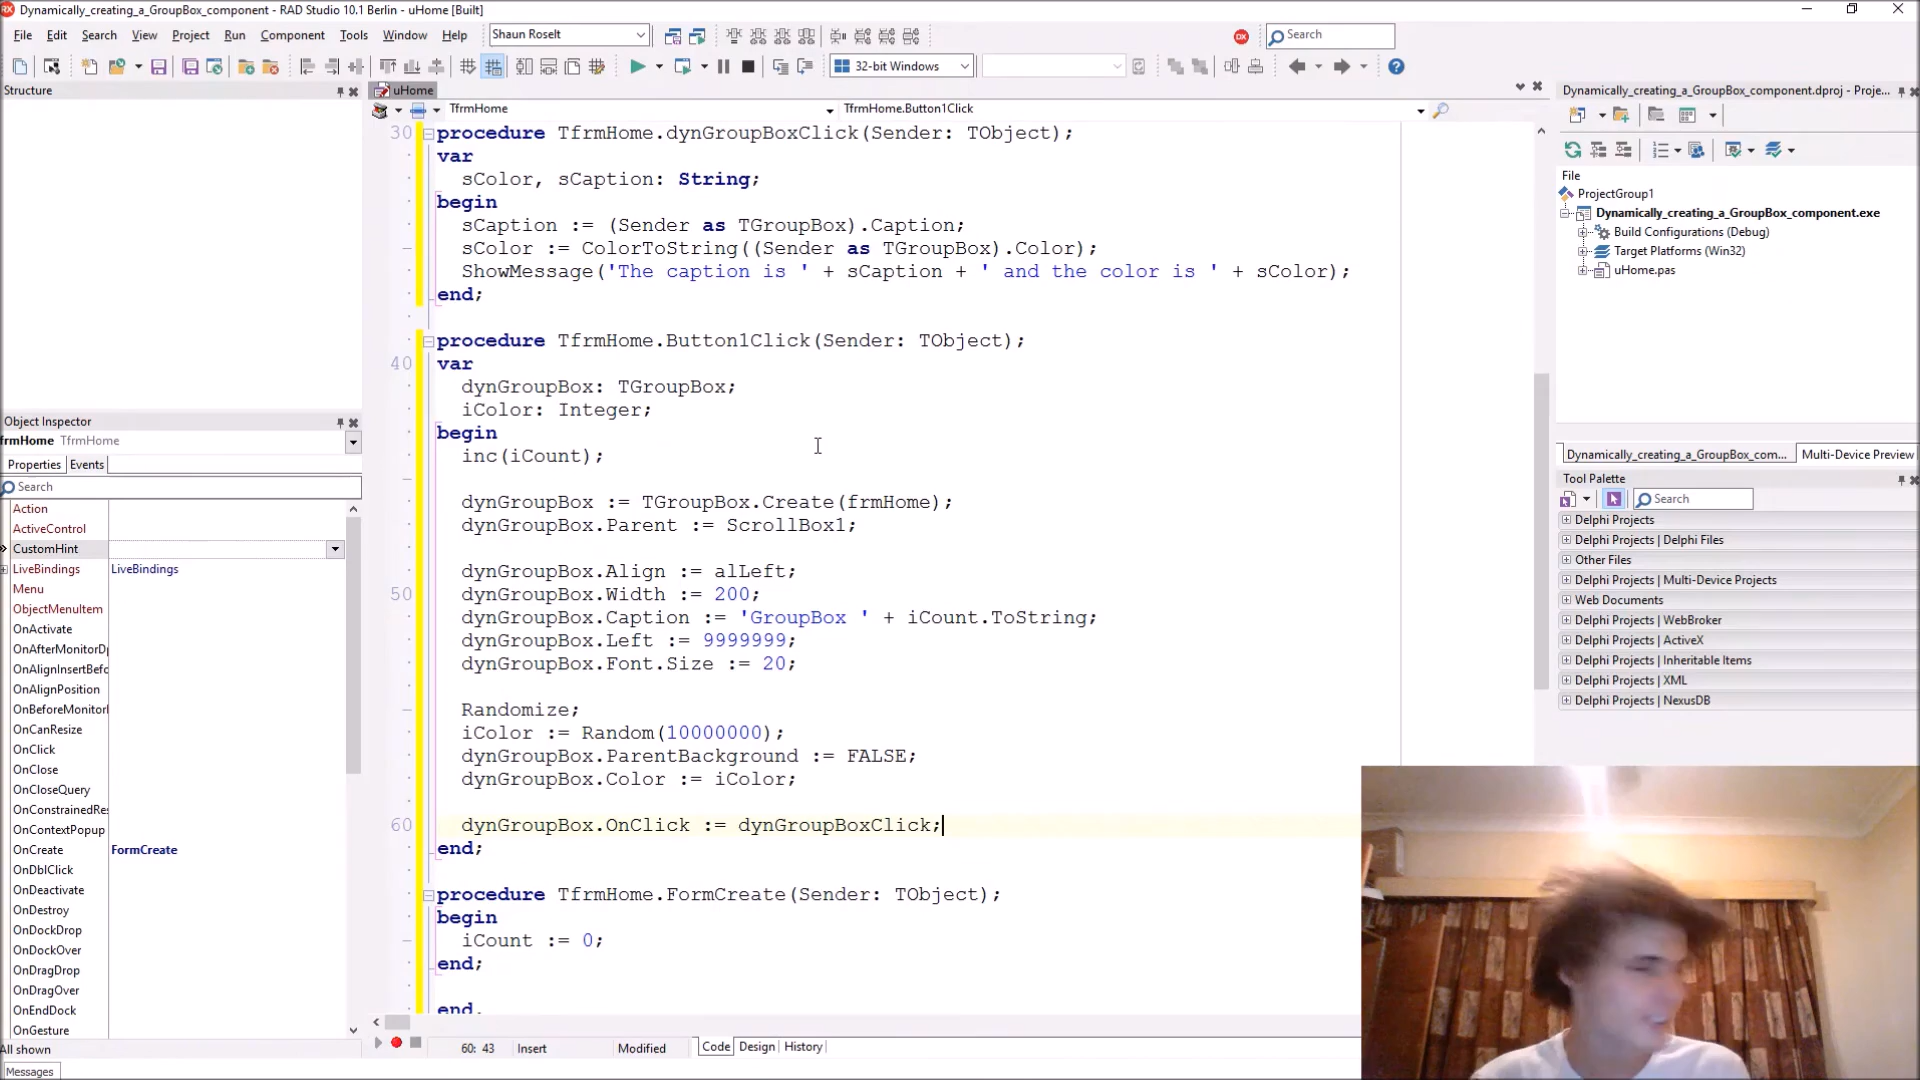 Dynamically_creating_a_GroupBox_component - RAD Studio 10.1 Berlin - uHome [Built]
File Edit Search View Project Run Component Tools Window Help
Shaun Roselt
Search
32-bit Windows
Structure
uHome
TfrmHome
TfrmHome.Button1Click
30 procedure TfrmHome.dynGroupBoxClick(Sender: TObject);
var
sColor, sCaption: String;
begin
sCaption := (Sender as TGroupBox).Caption;
sColor := ColorToString((Sender as TGroupBox).Color);
ShowMessage('The caption is ' + sCaption + ' and the color is ' + sColor);
end;
procedure TfrmHome.Button1Click(Sender: TObject);
40 var
dynGroupBox: TGroupBox;
iColor: Integer;
begin
inc(iCount);
dynGroupBox := TGroupBox.Create(frmHome);
dynGroupBox.Parent := ScrollBox1;
dynGroupBox.Align := alLeft;
50 dynGroupBox.Width := 200;
dynGroupBox.Caption := 'GroupBox ' + iCount.ToString;
dynGroupBox.Left := 9999999;
dynGroupBox.Font.Size := 20;
Randomize;
iColor := Random(10000000);
dynGroupBox.ParentBackground := FALSE;
dynGroupBox.Color := iColor;
60 dynGroupBox.OnClick := dynGroupBoxClick;
end;
procedure TfrmHome.FormCreate(Sender: TObject);
begin
iCount := 0;
end;
end.
60: 43
Insert
Modified
Code
Design
History
Object Inspector
frmHome TfrmHome
Properties Events
Search
Action
ActiveControl
CustomHint
LiveBindings LiveBindings
Menu
ObjectMenuItem
OnActivate
OnAfterMonitorDp
OnAlignInsertBefo
OnAlignPosition
OnBeforeMonitorD
OnCanResize
OnClick
OnClose
OnCloseQuery
OnConstrainedRes
OnContextPopup
OnCreate FormCreate
OnDblClick
OnDeactivate
OnDestroy
OnDockDrop
OnDockOver
OnDragDrop
OnDragOver
OnEndDock
OnGesture
All shown
Messages
Dynamically_creating_a_GroupBox_component.dproj - Proje...
File
ProjectGroup1
Dynamically_creating_a_GroupBox_component.exe
Build Configurations (Debug)
Target Platforms (Win32)
uHome.pas
Dynamically_creating_a_GroupBox_com...
Multi-Device Preview
Tool Palette
Search
Delphi Projects
Delphi Projects | Delphi Files
Other Files
Delphi Projects | Multi-Device Projects
Web Documents
Delphi Projects | WebBroker
Delphi Projects | ActiveX
Delphi Projects | Inheritable Items
Delphi Projects | XML
Delphi Projects | NexusDB